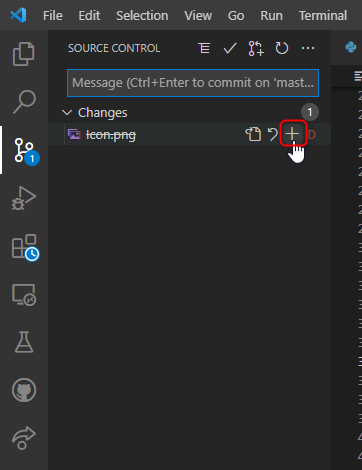 File Edit Selection View Go Run Terminal
SOURCE CONTROL
Message (Ctrl+Enter to commit on 'mast...
Changes 1
Icon.png D
1